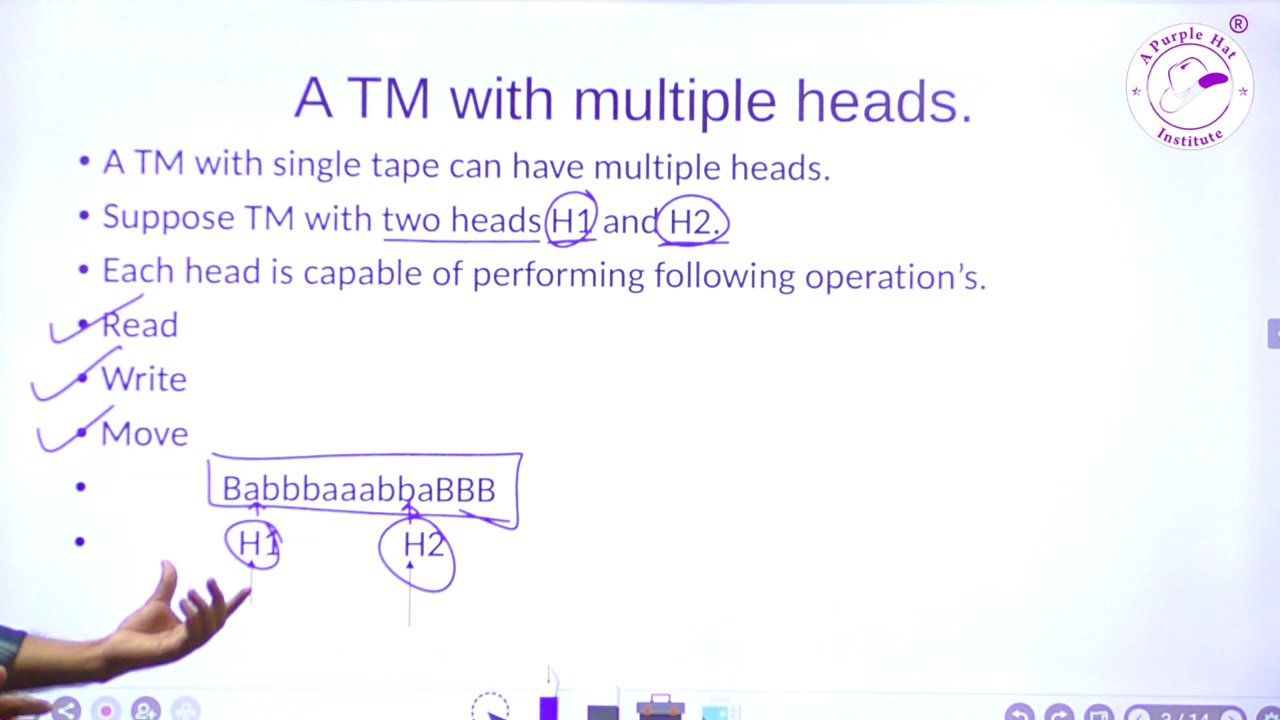 A Purple Hat
Institute
®
A TM with multiple heads.
• A TM with single tape can have multiple heads.
• Suppose TM with two heads H1 and H2.
• Each head is capable of performing following operation's.
• Read
• Write
• Move
• BabbbaaabbaBBB
• H1 H2